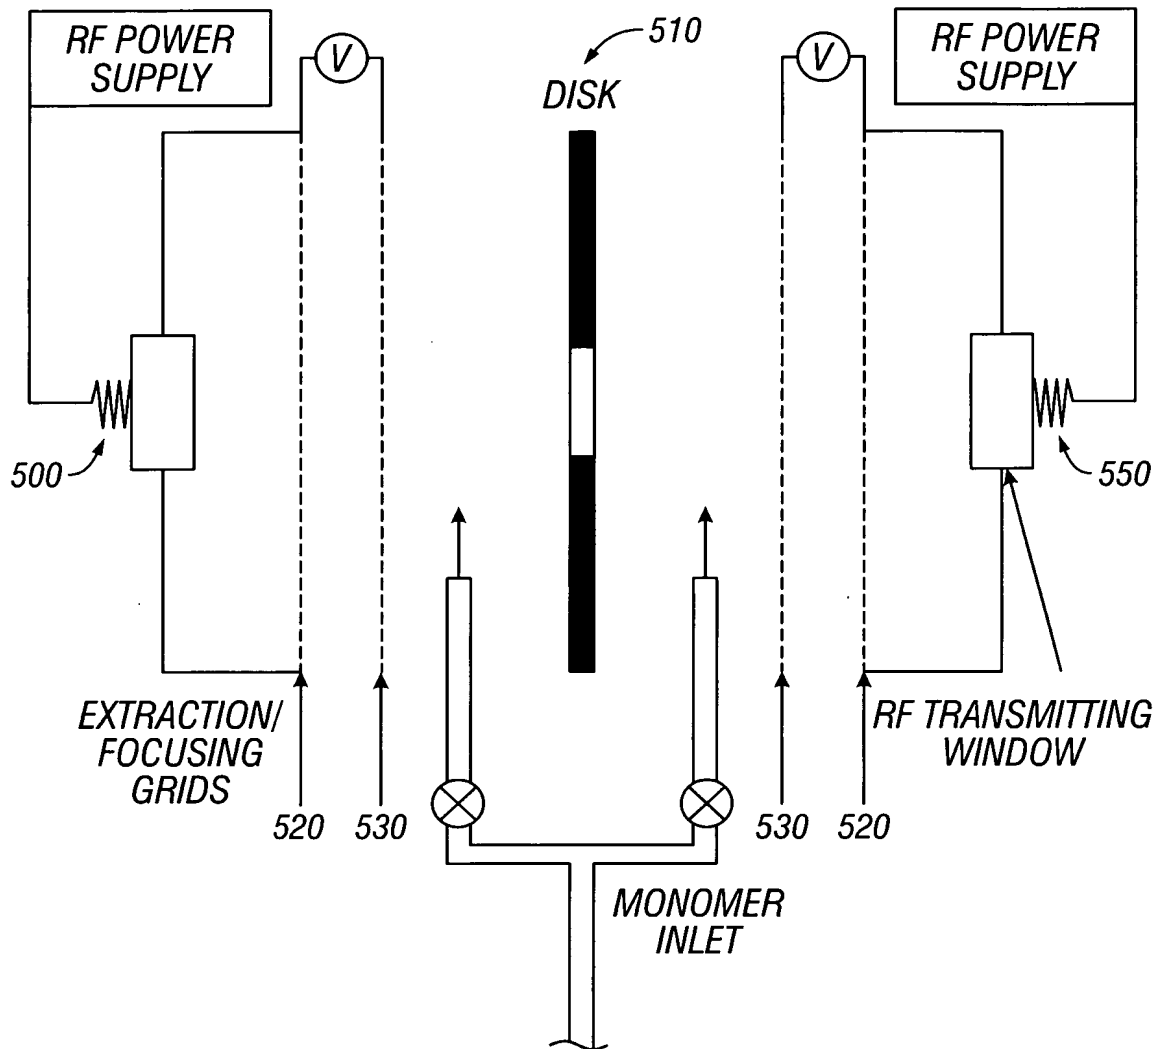 RF POWER
SUPPLY
V
510
DISK
V
RF POWER
SUPPLY
500
550
EXTRACTION/
FOCUSING
GRIDS
520
530
530
520
RF TRANSMITTING
WINDOW
MONOMER
INLET